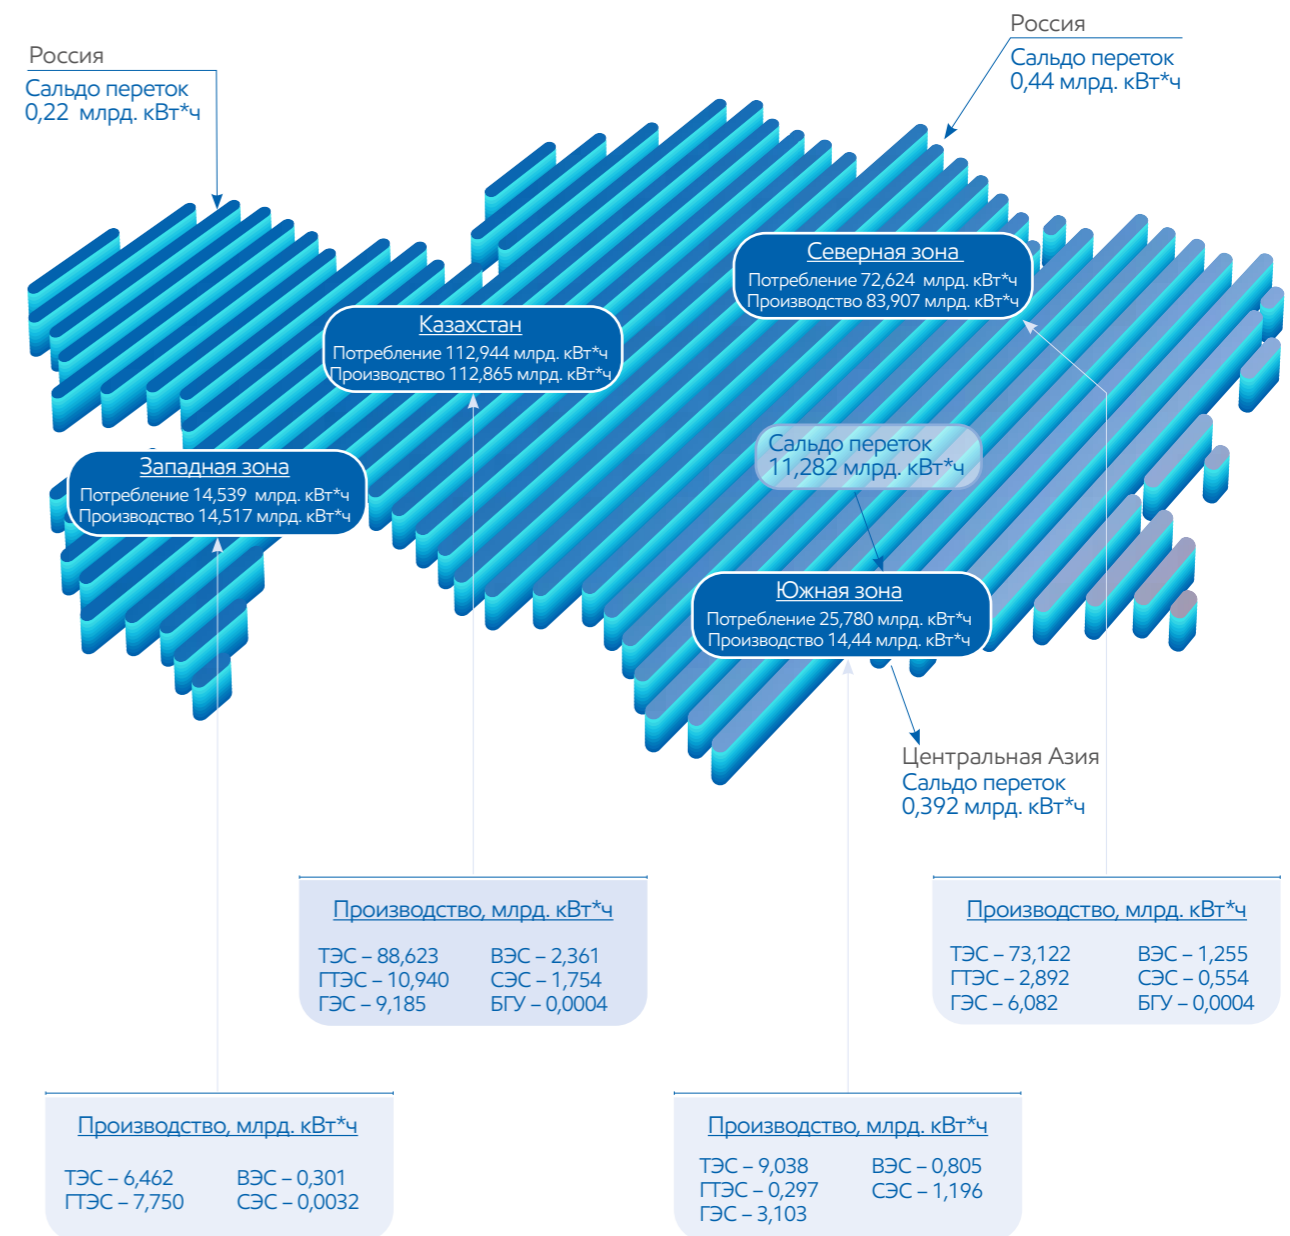 Россия
Сальдо переток
0,22 млрд. кВт*ч
Россия
Сальдо переток
0,44 млрд. кВт*ч
Северная зона
Потребление 72,624 млрд. кВт*ч
Производство 83,907 млрд. кВт*ч
Казахстан
Потребление 112,944 млрд. кВт*ч
Производство 112,865 млрд. кВт*ч
Сальдо переток
11,282 млрд. кВт*ч
Западная зона
Потребление 14,539 млрд. кВт*ч
Производство 14,517 млрд. кВт*ч
Южная зона
Потребление 25,780 млрд. кВт*ч
Производство 14,44 млрд. кВт*ч
Центральная Азия
Сальдо переток
0,392 млрд. кВт*ч
Производство, млрд. кВт*ч
ТЭС – 88,623
ГТЭС – 10,940
ГЭС – 9,185
ВЭС – 2,361
СЭС – 1,754
БГУ – 0,0004
Производство, млрд. кВт*ч
ТЭС – 73,122
ГТЭС – 2,892
ГЭС – 6,082
ВЭС – 1,255
СЭС – 0,554
БГУ – 0,0004
Производство, млрд. кВт*ч
ТЭС – 6,462
ГТЭС – 7,750
ВЭС – 0,301
СЭС – 0,0032
Производство, млрд. кВт*ч
ТЭС – 9,038
ГТЭС – 0,297
ГЭС – 3,103
ВЭС – 0,805
СЭС – 1,196